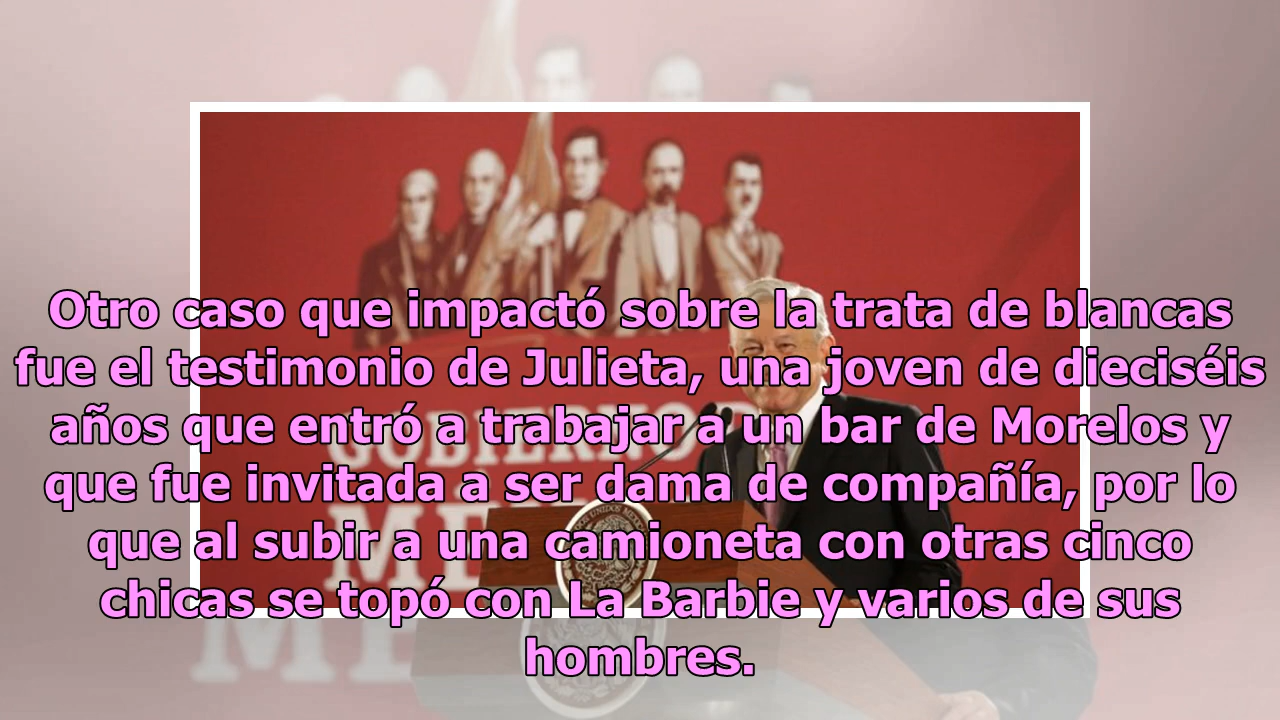 Otro caso que impactó sobre la trata de blancas
fue el testimonio de Julieta, una joven de dieciséis
años que entró a trabajar a un bar de Morelos y
que fue invitada a ser dama de compañía, por lo
que al subir a una camioneta con otras cinco
chicas se topó con La Barbie y varios de sus
hombres.
GOBIERNO